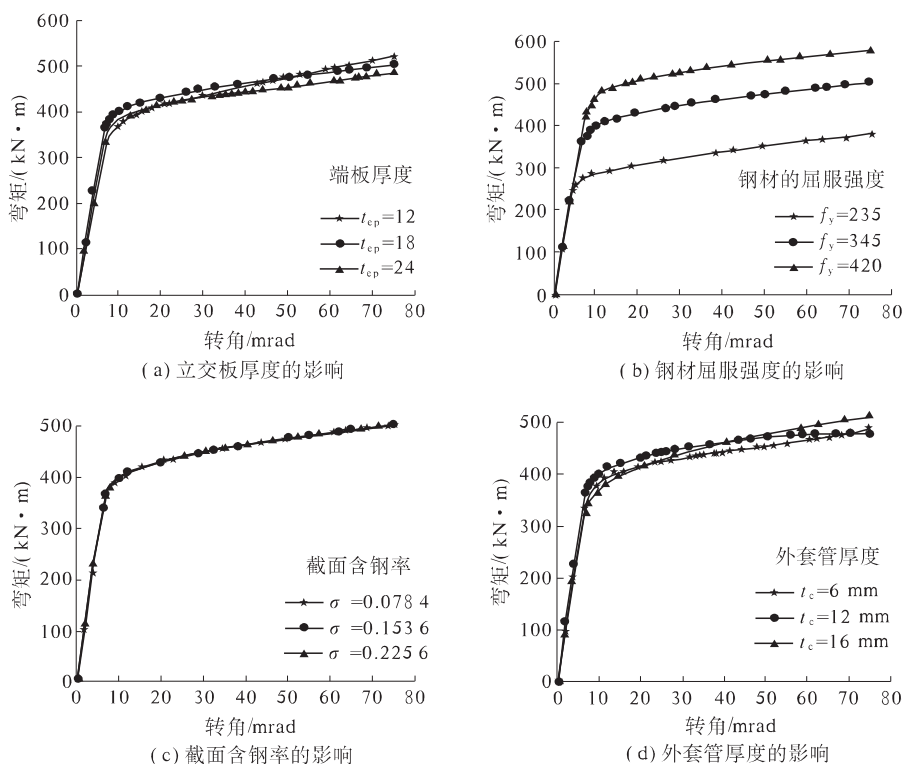 600
500
400
300
200
100
0
弯矩/(kN·m)
端板厚度
t_ep=12
t_ep=18
t_ep=24
0 10 20 30 40 50 60 70 80
转角/mrad
(a)立交板厚度的影响
600
500
400
300
200
100
0
弯矩/(kN·m)
钢材的屈服强度
f_y=235
f_y=345
f_y=420
0 10 20 30 40 50 60 70 80
转角/mrad
(b)钢材屈服强度的影响
500
400
300
200
100
0
弯矩/(kN·m)
截面含钢率
σ =0.078 4
σ =0.153 6
σ =0.225 6
0 10 20 30 40 50 60 70 80
转角/mrad
(c)截面含钢率的影响
500
400
300
200
100
0
弯矩/(kN·m)
外套管厚度
t_c=6 mm
t_c=12 mm
t_c=16 mm
0 10 20 30 40 50 60 70 80
转角/mrad
(d)外套管厚度的影响